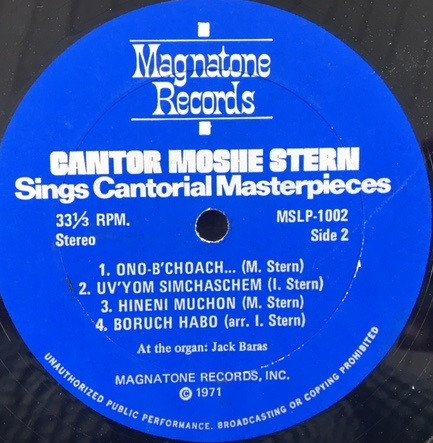 Magnatone
Records
CANTOR MOSHE STERN
Sings Cantorial Masterpieces
33⅓ RPM.
Stereo
MSLP-1002
Side 2
1. ONO-B'CHOACH... (M. Stern)
2. UV'YOM SIMCHASCHEM (I. Stern)
3. HINENI MUCHON (M. Stern)
4. BORUCH HABO (arr. I. Stern)
At the organ: Jack Baras
MAGNATONE RECORDS, INC.
© 1971
UNAUTHORIZED PUBLIC PERFORMANCE. BROADCASTING OR COPYING PROHIBITED